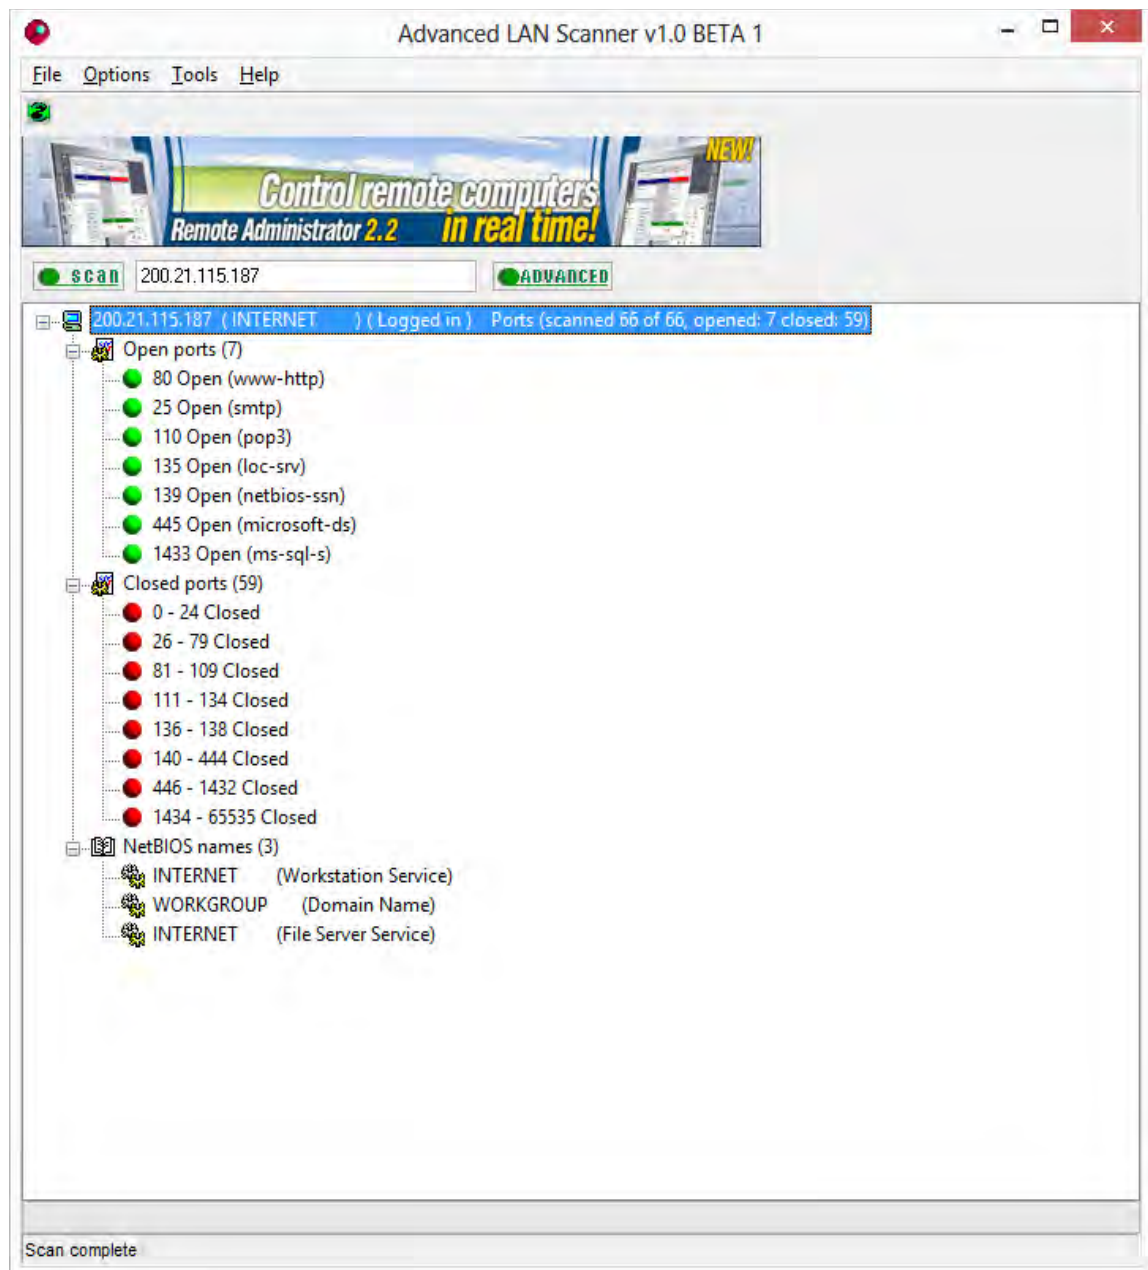 Advanced LAN Scanner v1.0 BETA 1
File Options Tools Help
NEW!
Control remote computers
Remote Administrator 2.2 in real time!
scan 200.21.115.187 ADVANCED
200.21.115.187 ( INTERNET ) ( Logged in ) Ports (scanned 66 of 66, opened: 7 closed: 59)
Open ports (7)
80 Open (www-http)
25 Open (smtp)
110 Open (pop3)
135 Open (loc-srv)
139 Open (netbios-ssn)
445 Open (microsoft-ds)
1433 Open (ms-sql-s)
Closed ports (59)
0 - 24 Closed
26 - 79 Closed
81 - 109 Closed
111 - 134 Closed
136 - 138 Closed
140 - 444 Closed
446 - 1432 Closed
1434 - 65535 Closed
NetBIOS names (3)
INTERNET (Workstation Service)
WORKGROUP (Domain Name)
INTERNET (File Server Service)
Scan complete